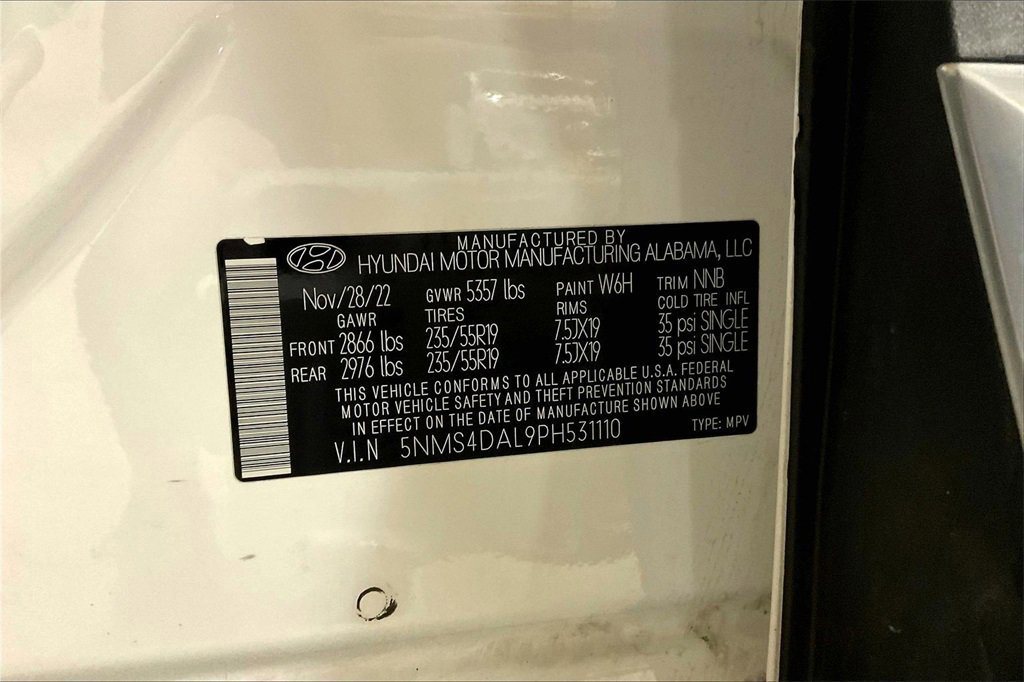 MANUFACTURED BY
HYUNDAI MOTOR MANUFACTURING ALABAMA, LLC
Nov/28/22 GVWR 5357 lbs PAINT W6H TRIM NNB
GAWR TIRES RIMS COLD TIRE INFL
FRONT 2866 lbs 235/55R19 7.5JX19 35 psi SINGLE
REAR 2976 lbs 235/55R19 7.5JX19 35 psi SINGLE
THIS VEHICLE CONFORMS TO ALL APPLICABLE U.S.A. FEDERAL
MOTOR VEHICLE SAFETY AND THEFT PREVENTION STANDARDS
IN EFFECT ON THE DATE OF MANUFACTURE SHOWN ABOVE
V.I.N 5NMS4DAL9PH531110 TYPE: MPV